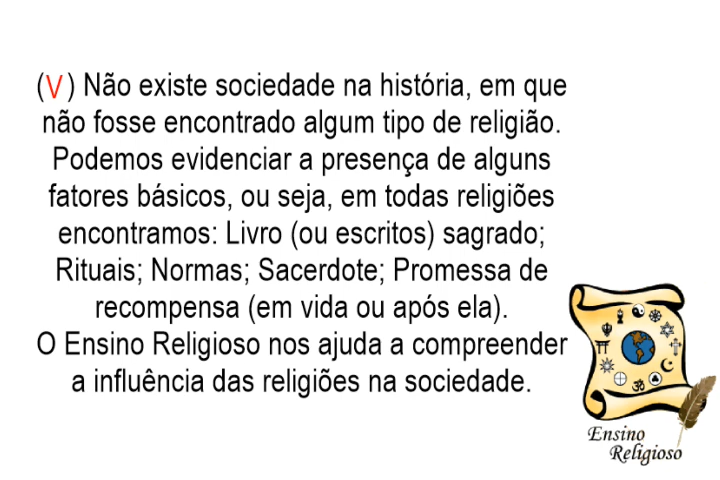 (V) Não existe sociedade na história, em que
não fosse encontrado algum tipo de religião.
Podemos evidenciar a presença de alguns
fatores básicos, ou seja, em todas religiões
encontramos: Livro (ou escritos) sagrado;
Rituais; Normas; Sacerdote; Promessa de
recompensa (em vida ou após ela).
O Ensino Religioso nos ajuda a compreender
a influência das religiões na sociedade.
Ensino
Religioso